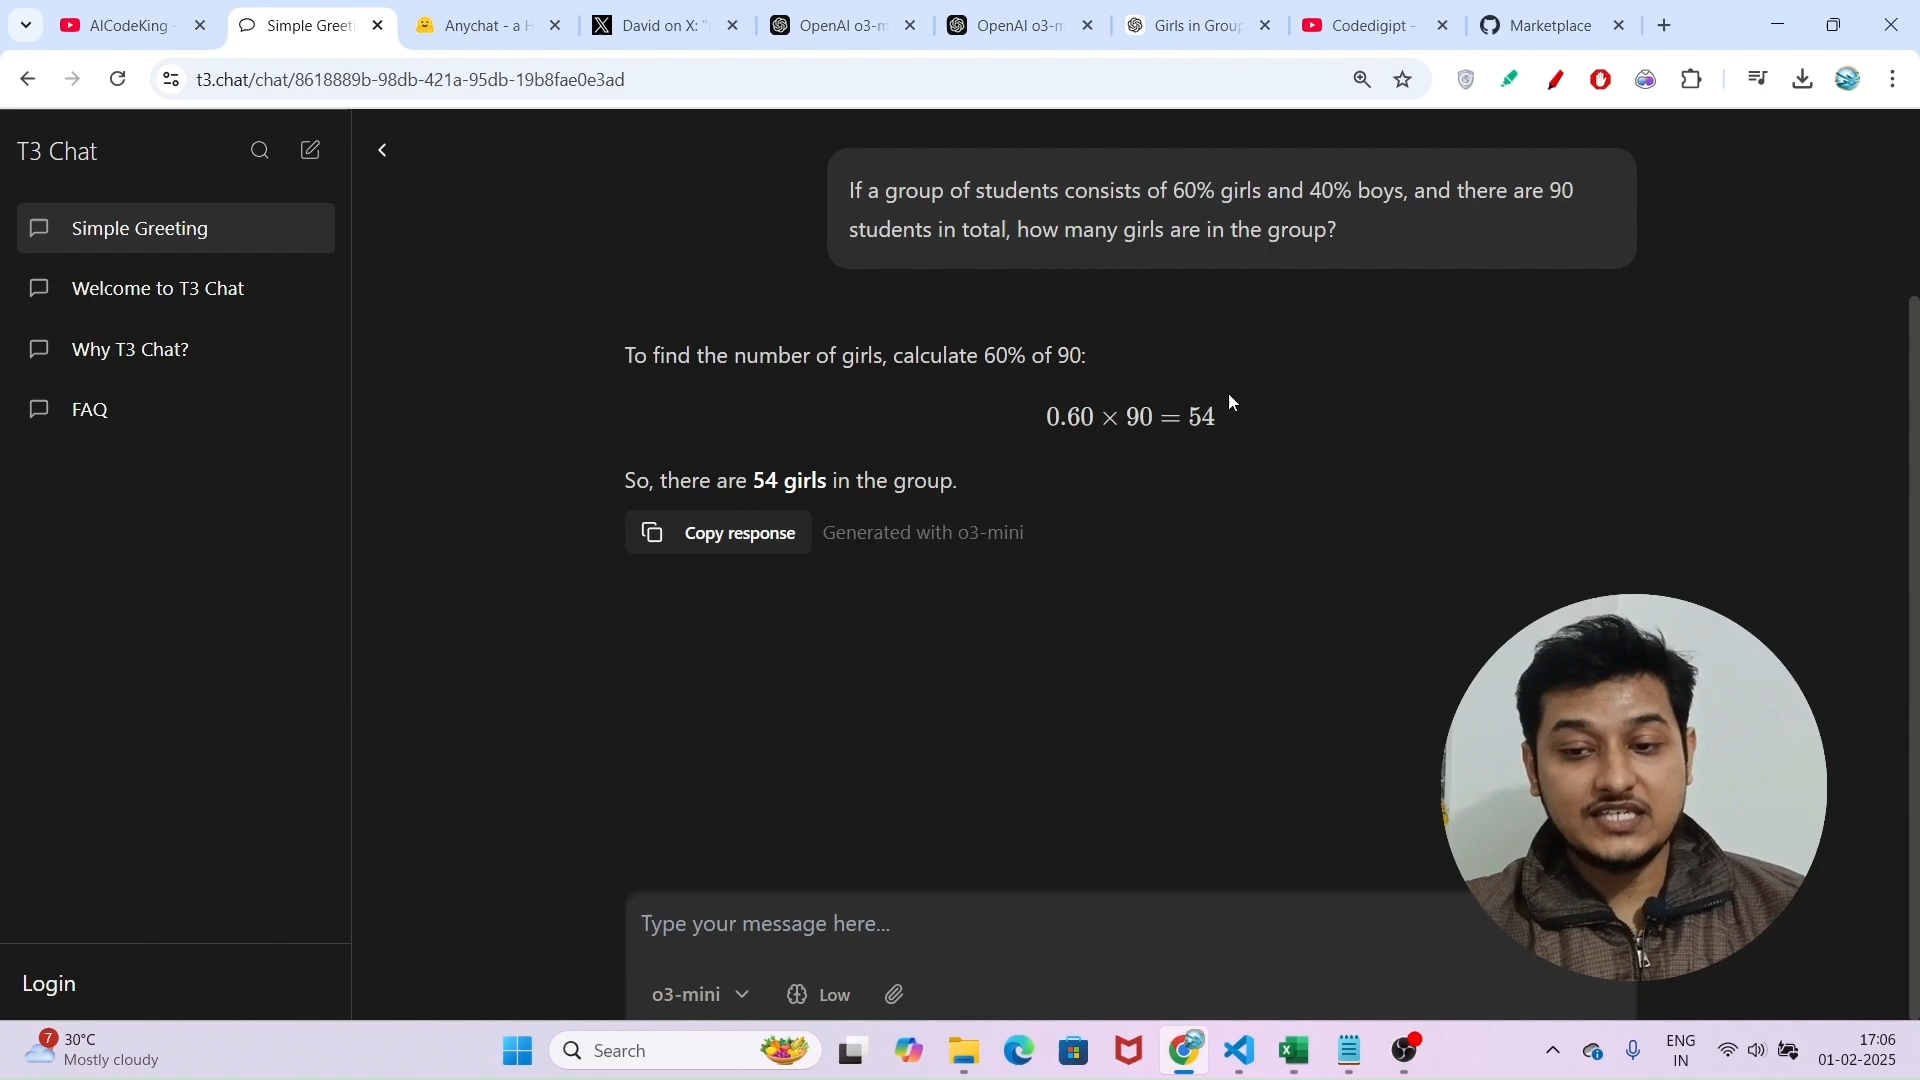 AICodeKing -
Simple Greeti
Anychat - a H
David on X: "
OpenAI o3-m
OpenAI o3-m
Girls in Group
Codedigipt -
Marketplace
t3.chat/chat/8618889b-98db-421a-95db-19b8fae0e3ad
T3 Chat
Simple Greeting
Welcome to T3 Chat
Why T3 Chat?
FAQ
Login
If a group of students consists of 60% girls and 40% boys, and there are 90
students in total, how many girls are in the group?
To find the number of girls, calculate 60% of 90:
0.60 × 90 = 54
So, there are 54 girls in the group.
Copy response
Generated with o3-mini
Type your message here...
o3-mini
Low
7
30°C
Mostly cloudy
Search
ENG
IN
17:06
01-02-2025